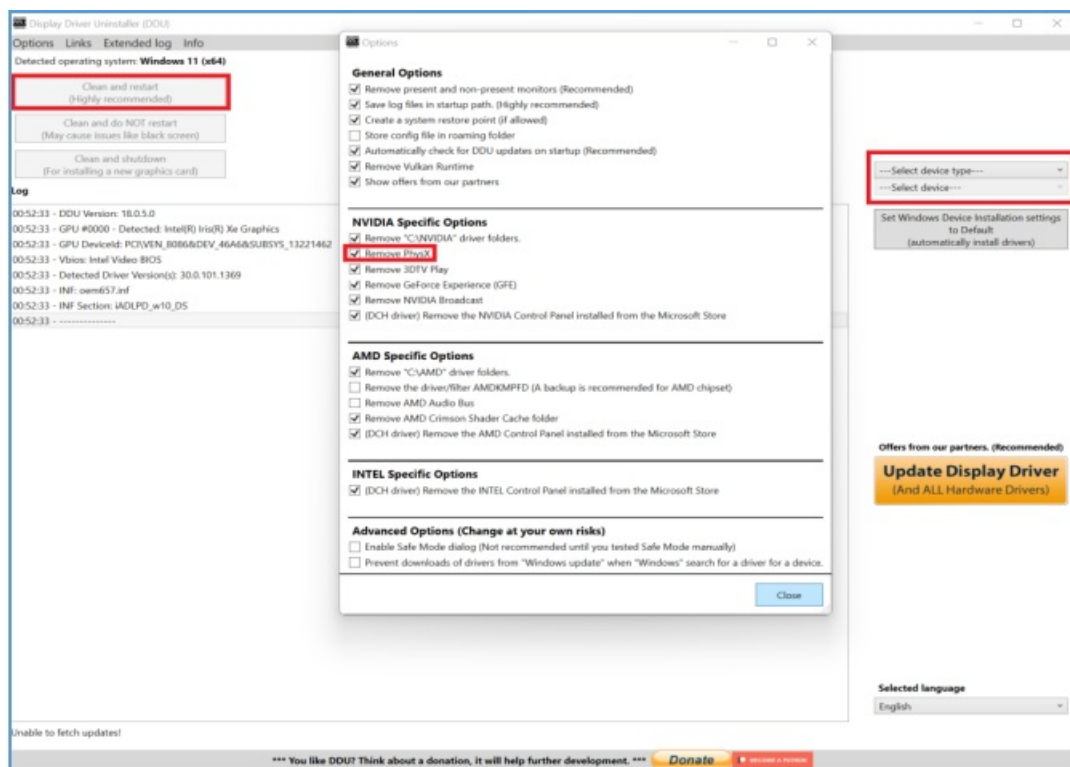 Display Driver Uninstaller (DDU)
Options Links Extended log Info
Detected operating system: Windows 11 (x64)
Clean and restart
(Highly recommended)
Clean and do NOT restart
(May cause issues like black screen)
Clean and shutdown
(For installing a new graphics card)
Log
00:52:33 - DDU Version: 18.0.5.0
00:52:33 - GPU #0000 - Detected: Intel(R) Iris(R) Xe Graphics
00:52:33 - GPU DeviceId: PCI\VEN_8086&DEV_46A6&SUBSYS_13221462
00:52:33 - Vbios: Intel Video BIOS
00:52:33 - Detected Driver Version(s): 30.0.101.1369
00:52:33 - INF: oem657.inf
00:52:33 - INF Section: iADLPD_w10_DS
00:52:33 - --------------
Options
General Options
Remove present and non-present monitors (Recommended)
Save log files in startup path. (Highly recommended)
Create a system restore point (if allowed)
Store config file in roaming folder
Automatically check for DDU updates on startup (Recommended)
Remove Vulkan Runtime
Show offers from our partners
NVIDIA Specific Options
Remove "C:\NVIDIA" driver folders.
Remove PhysX
Remove 3DTV Play
Remove GeForce Experience (GFE)
Remove NVIDIA Broadcast
(DCH driver) Remove the NVIDIA Control Panel installed from the Microsoft Store
AMD Specific Options
Remove "C:\AMD" driver folders.
Remove the driver/filter AMDKMPFD (A backup is recommended for AMD chipset)
Remove AMD Audio Bus
Remove AMD Crimson Shader Cache folder
(DCH driver) Remove the AMD Control Panel installed from the Microsoft Store
INTEL Specific Options
(DCH driver) Remove the INTEL Control Panel installed from the Microsoft Store
Advanced Options (Change at your own risks)
Enable Safe Mode dialog (Not recommended until you tested Safe Mode manually)
Prevent downloads of drivers from "Windows update" when "Windows" search for a driver for a device.
Close
---Select device type---
---Select device---
Set Windows Device Installation settings
to Default
(automatically install drivers)
Offers from our partners. (Recommended)
Update Display Driver
(And ALL Hardware Drivers)
Selected language
English
Unable to fetch updates!
*** You like DDU? Think about a donation, it will help further development. ***
Donate
BECOME A PATRON